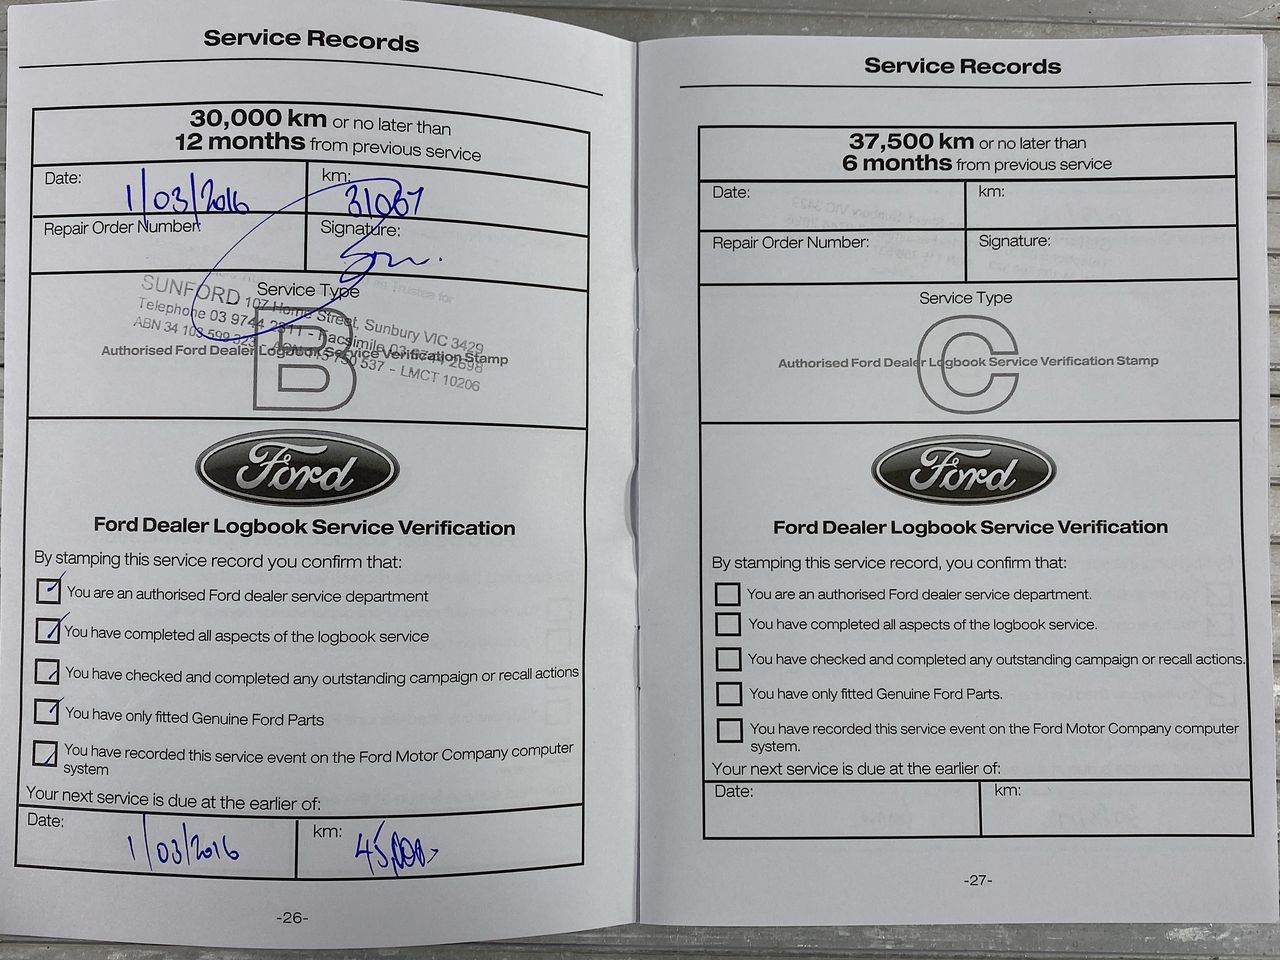 Service Records
30,000 km or no later than
12 months from previous service
Date:
1/03/2016
km:
31067
Repair Order Number:
Signature:
Service Type
B
SUNFORD 107 Horne Street, Sunbury VIC 3429
Telephone 03 9744 2311 - Facsimile 03 2698
ABN 34 103 599 323 - 537 - LMCT 10206
Authorised Ford Dealer Logbook Service Verification Stamp
Ford
Ford Dealer Logbook Service Verification
By stamping this service record you confirm that:
You are an authorised Ford dealer service department
You have completed all aspects of the logbook service
You have checked and completed any outstanding campaign or recall actions
You have only fitted Genuine Ford Parts
You have recorded this service event on the Ford Motor Company computer
system
Your next service is due at the earlier of:
Date:
1/03/2016
km:
45,000
-26-
Service Records
37,500 km or no later than
6 months from previous service
Date:
km:
Repair Order Number:
Signature:
Service Type
C
Authorised Ford Dealer Logbook Service Verification Stamp
Ford
Ford Dealer Logbook Service Verification
By stamping this service record, you confirm that:
You are an authorised Ford dealer service department.
You have completed all aspects of the logbook service.
You have checked and completed any outstanding campaign or recall actions.
You have only fitted Genuine Ford Parts.
You have recorded this service event on the Ford Motor Company computer
system.
Your next service is due at the earlier of:
Date:
km:
-27-